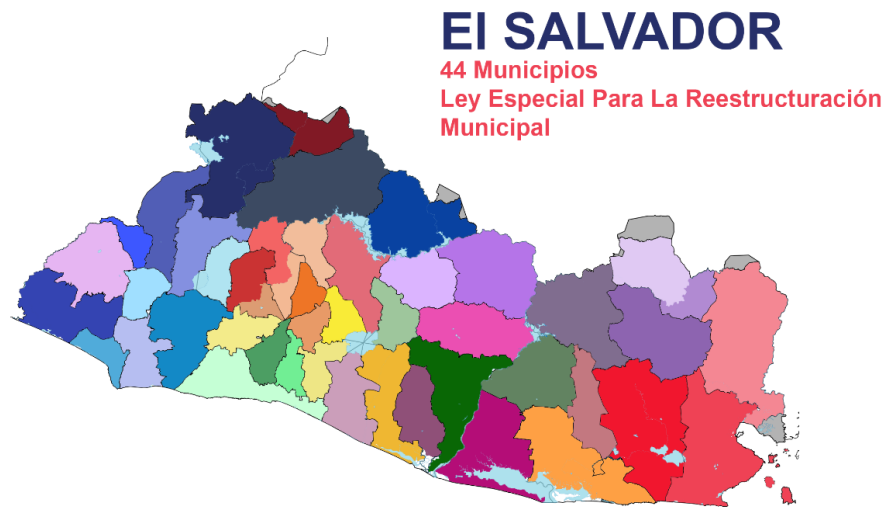 El SALVADOR
44 Municipios
Ley Especial Para La Reestructuración
Municipal